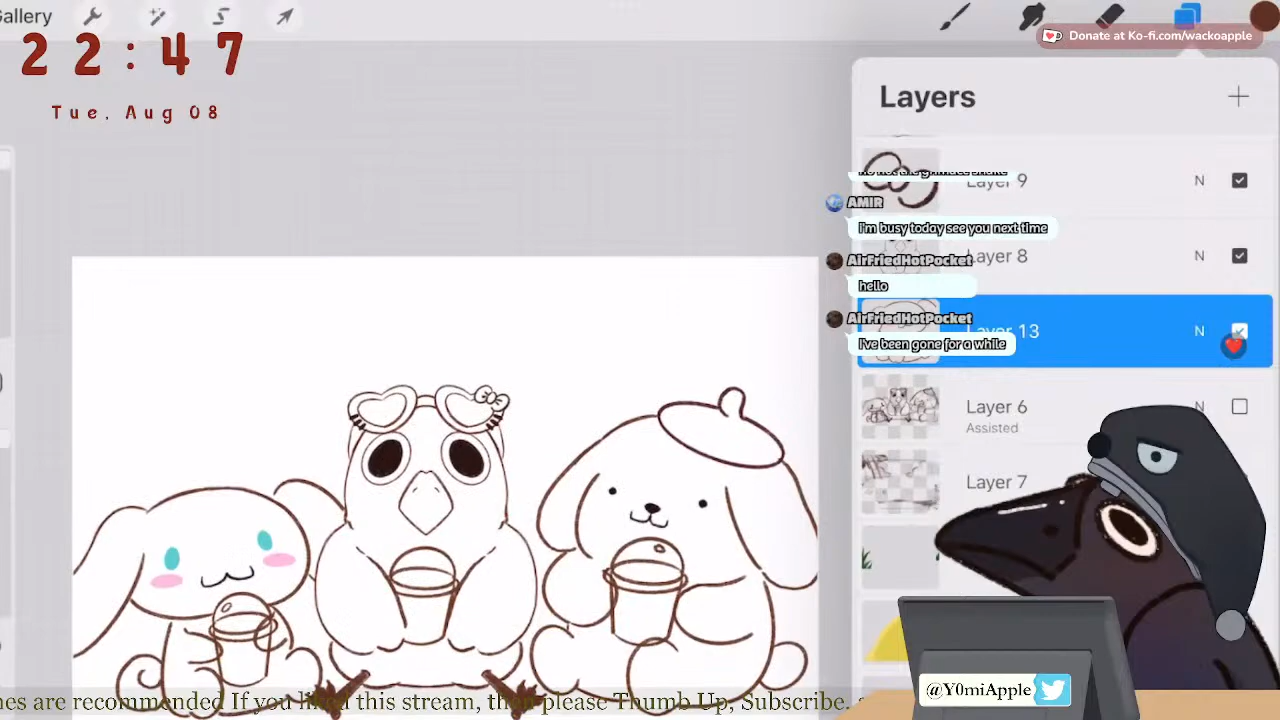 Gallery
Donate at Ko-fi.com/wackoapple
22:47
Tue. Aug 08
Layers
Layer 9
N
AMIR
I'm busy today see you next time
AirFriedHotPocket
Layer 8
N
hello
AirFriedHotPocket
Layer 13
N
I've been gone for a while
Layer 6
N
Assisted
Layer 7
@Y0miApple
are recommended If you liked this stream, then please Thumb Up, Subscribe.